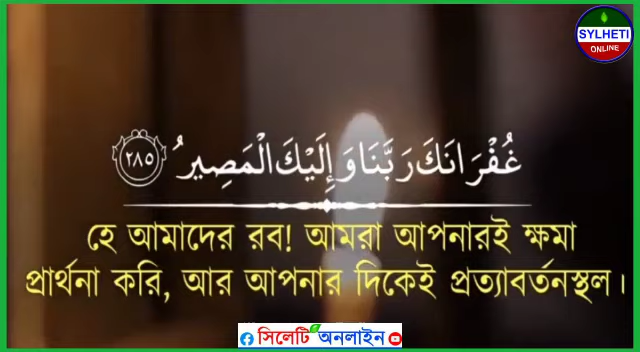 SYLHETI
ONLINE
غُفْرَانَكَ رَبَّنَا وَإِلَيْكَ الْمَصِيرُ ٢٨٥
হে আমাদের রব! আমরা আপনারই ক্ষমা
প্রার্থনা করি, আর আপনার দিকেই প্রত্যাবর্তনস্থল।
সিলেটি অনলাইন